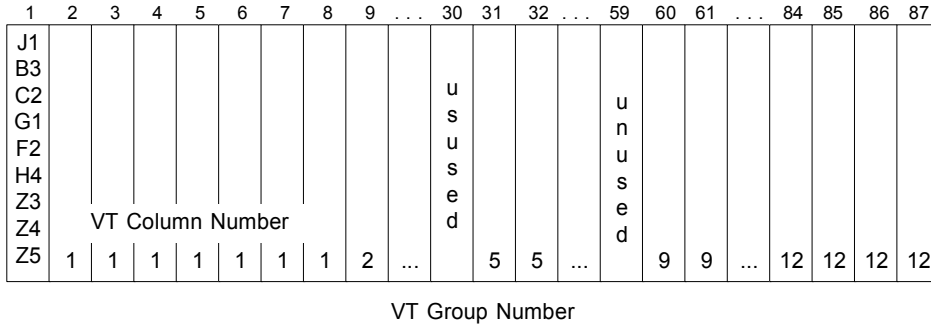 1 2 3 4 5 6 7 8 9 . . . 30 31 32 . . . 59 60 61 . . . 84 85 86 87
J1
B3
C2
G1
F2
H4
Z3
Z4
Z5
usused
unused
VT Column Number
1 1 1 1 1 1 1 2 ... 5 5 ... 9 9 ... 12 12 12 12
VT Group Number